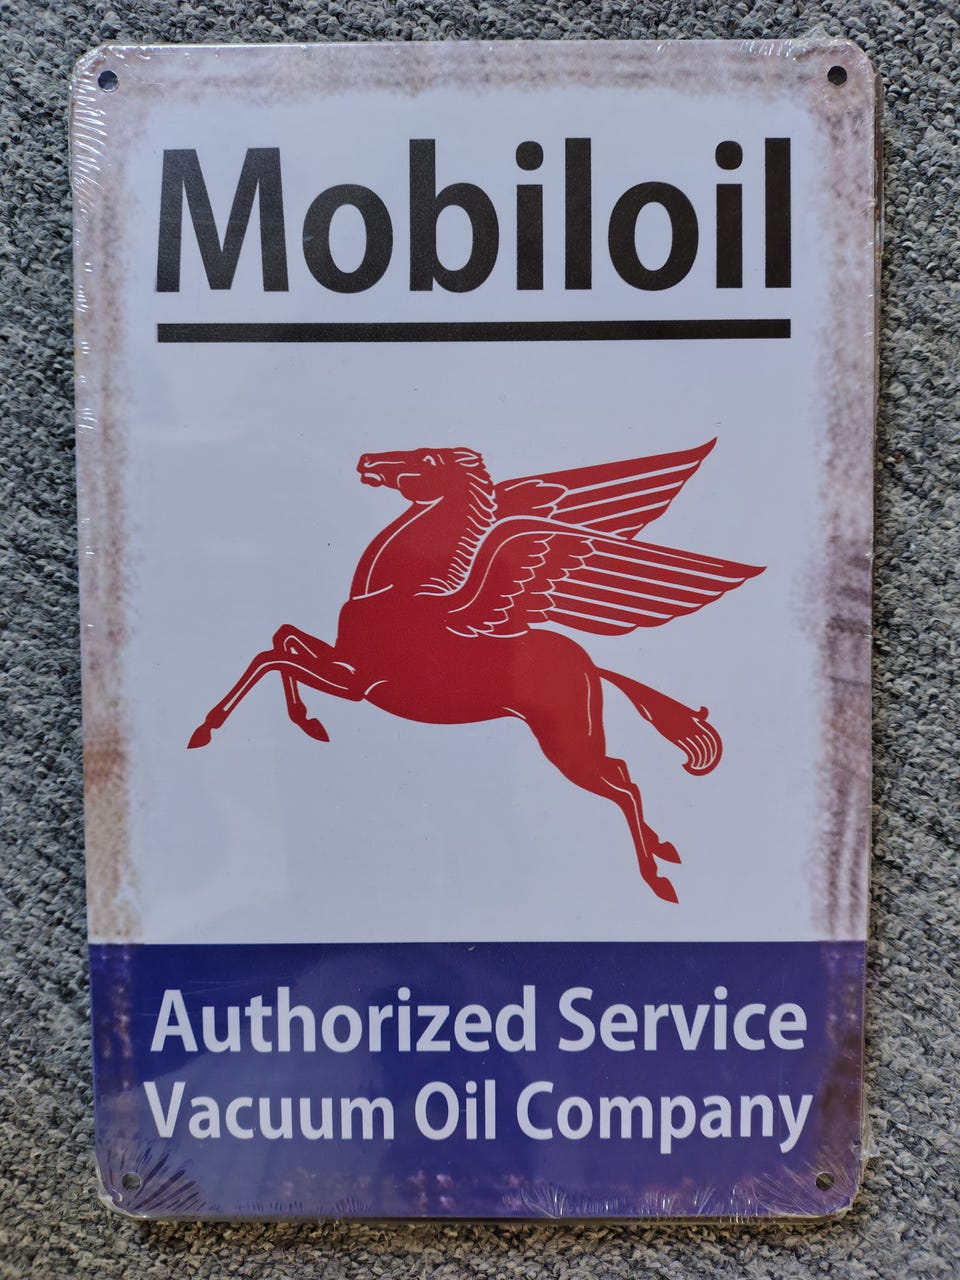 Mobiloil
Authorized Service
Vacuum Oil Company